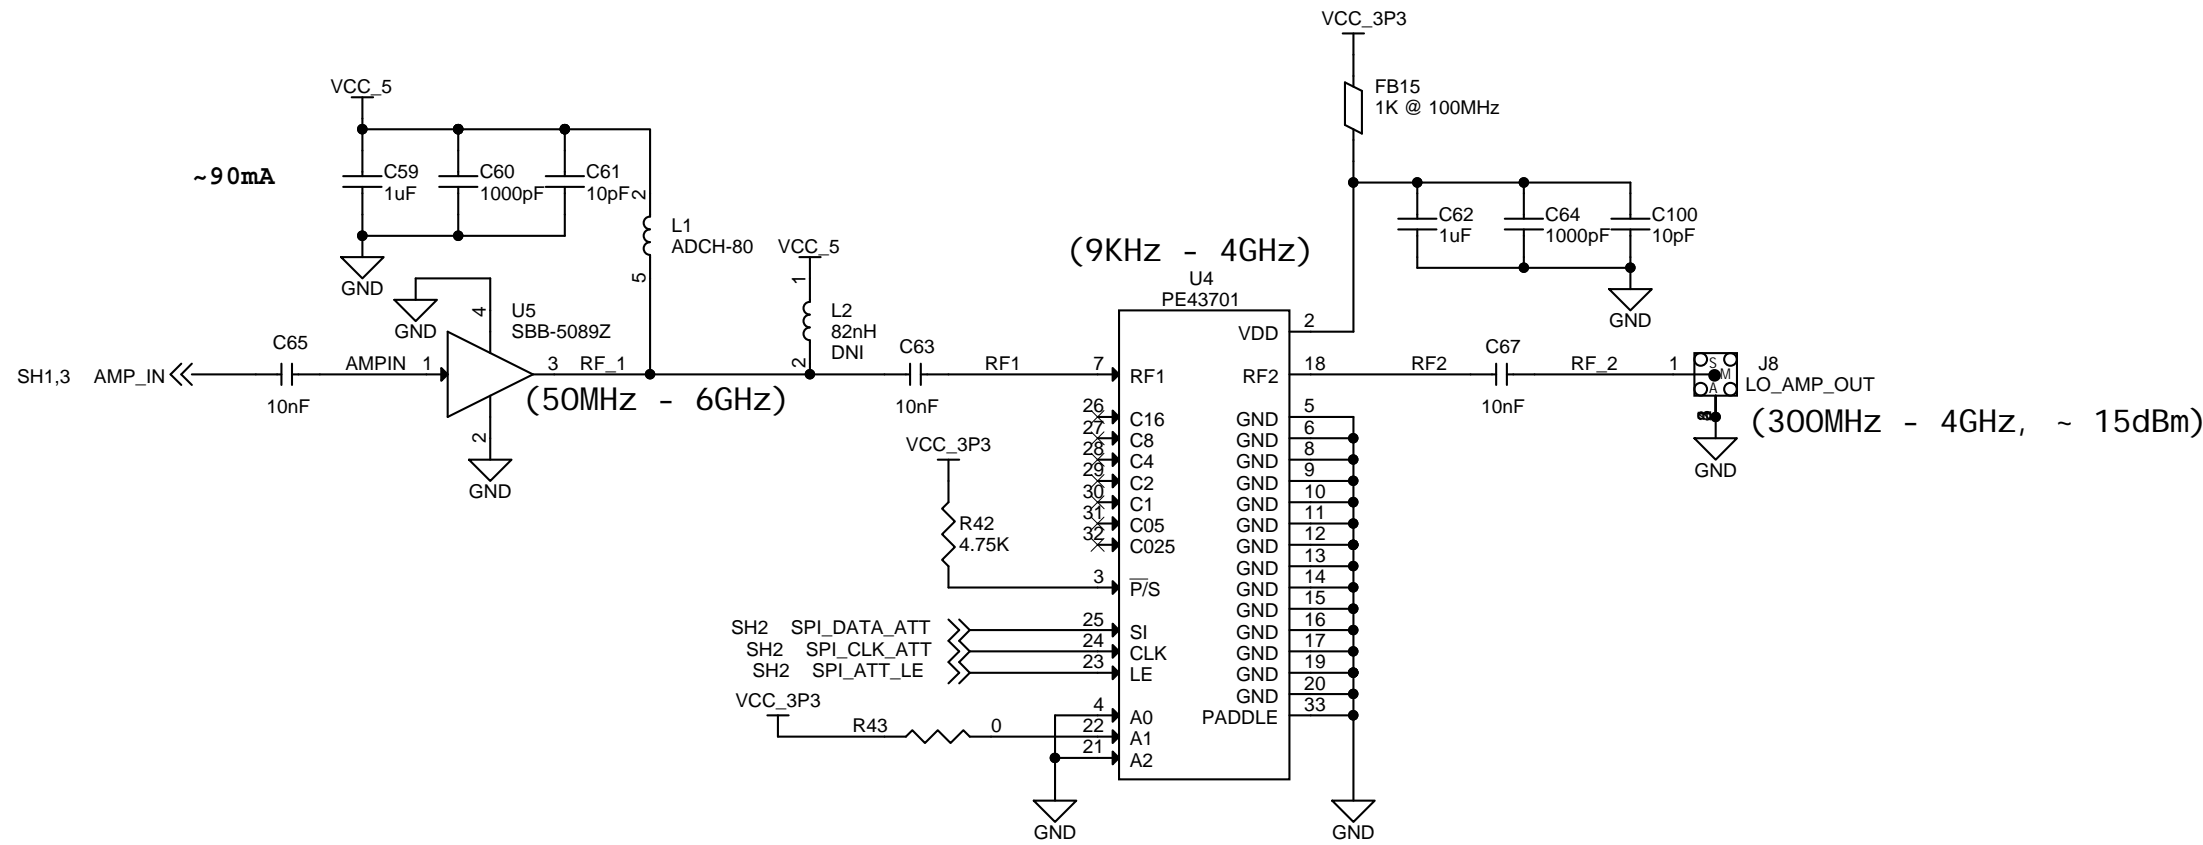 VCC_3P3
FB15
1K @ 100MHz
VCC_5
~90mA
C59
1uF
C60
1000pF
C61
10pF
2
L1
ADCH-80
5
VCC_5
1
L2
82nH
DNI
2
C62
1uF
C64
1000pF
C100
10pF
GND
GND
GND
4
U5
SBB-5089Z
(9KHz - 4GHz)
U4
PE43701
SH1,3 AMP_IN
C65
10nF
AMPIN 1
3 RF_1
(50MHz - 6GHz)
2
GND
C63
10nF
RF1
7 RF1
26 C16
27 C8
28 C4
29 C2
30 C1
31 C05
32 C025
VCC_3P3
R42
4.75K
3 P/S
SH2 SPI_DATA_ATT 25 SI
SH2 SPI_CLK_ATT 24 CLK
SH2 SPI_ATT_LE 23 LE
VCC_3P3
R43 0
4 A0
22 A1
21 A2
GND
VDD 2
RF2 18 RF2
GND 5
GND 6
GND 8
GND 9
GND 10
GND 11
GND 12
GND 13
GND 14
GND 15
GND 16
GND 17
GND 19
GND 20
PADDLE 33
GND
C67
10nF
RF_2 1
S
M
A
J8
LO_AMP_OUT
(300MHz - 4GHz, ~ 15dBm)
GND